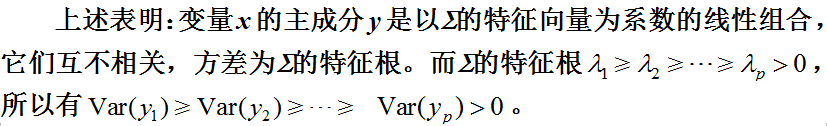 上述表明：变量x的主成分y是以Σ的特征向量为系数的线性组合，
它们互不相关，方差为Σ的特征根。而Σ的特征根λ₁ ≥ λ₂ ≥ ⋯ ≥ λₚ > 0，
所以有 Var(y₁) ≥ Var(y₂) ≥ ⋯ ≥ Var(yₚ) > 0 。